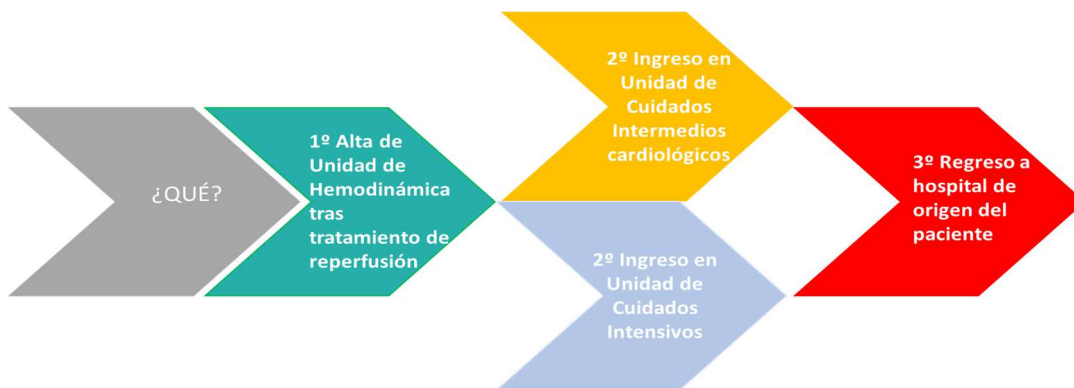 ¿QUÉ?
1º Alta de
Unidad de
Hemodinámica
tras
tratamiento de
reperfusión
2º Ingreso en
Unidad de
Cuidados
Intermedios
cardiológicos
2º Ingreso en
Unidad de
Cuidados
Intensivos
3º Regreso a
hospital de
origen del
paciente